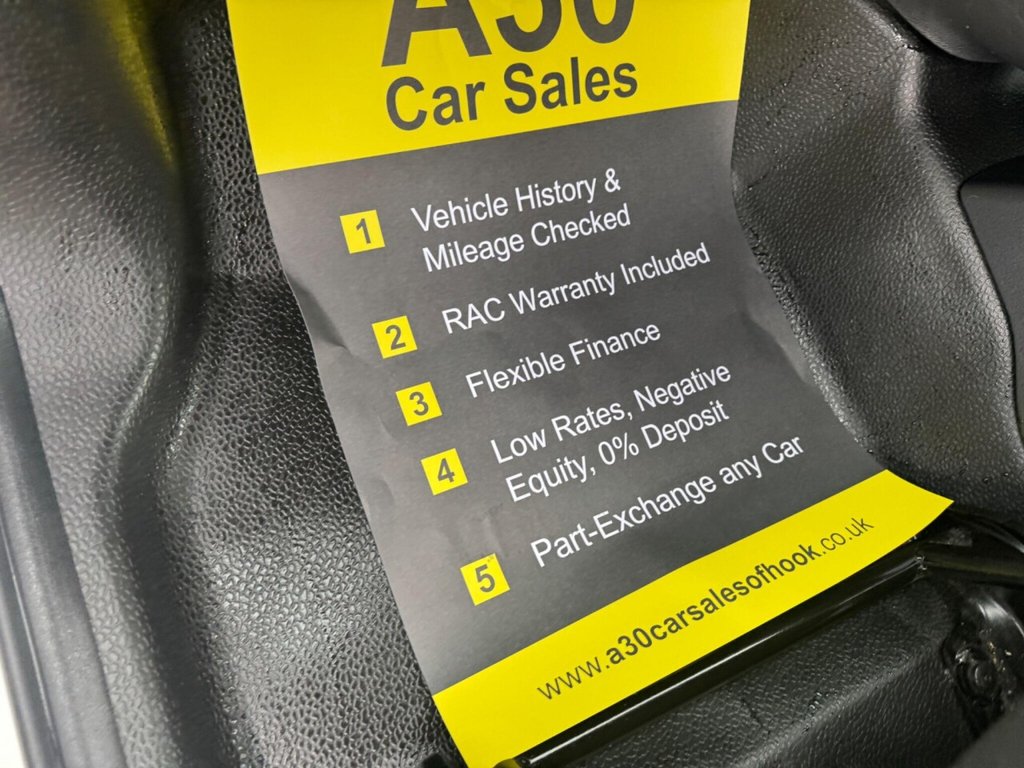 A30
Car Sales
1 Vehicle History &
Mileage Checked
2 RAC Warranty Included
3 Flexible Finance
4 Low Rates, Negative
Equity, 0% Deposit
5 Part-Exchange any Car
www.a30carsalesofhook.co.uk